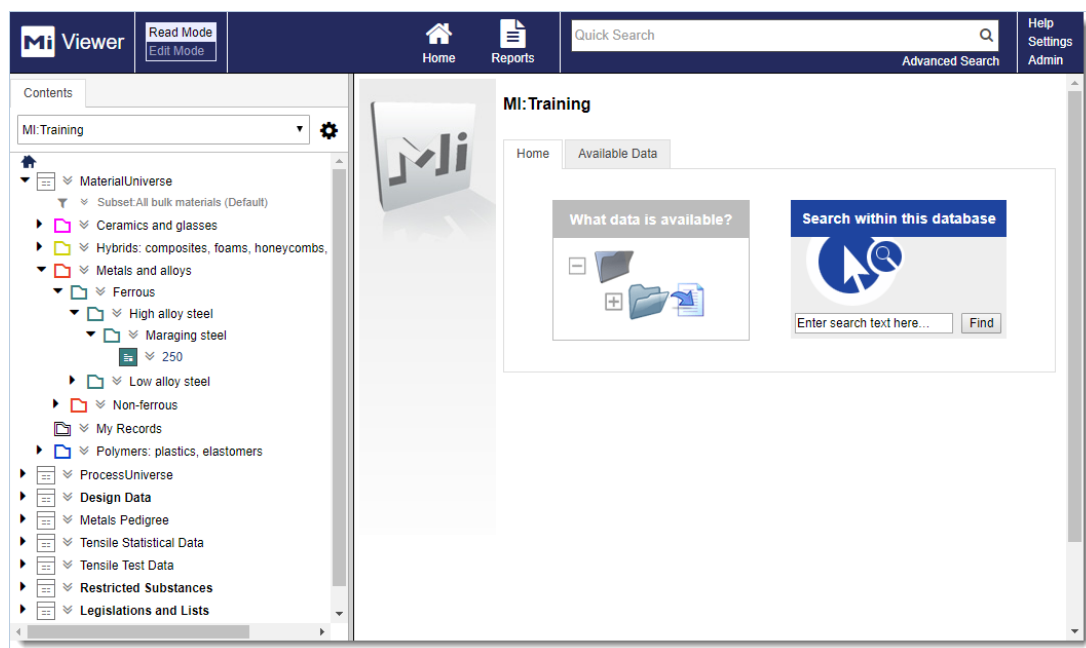 Mi Viewer
Read Mode
Edit Mode
Home
Reports
Quick Search
Advanced Search
Help
Settings
Admin
Contents
MI:Training
MaterialUniverse
Subset:All bulk materials (Default)
Ceramics and glasses
Hybrids: composites, foams, honeycombs,
Metals and alloys
Ferrous
High alloy steel
Maraging steel
250
Low alloy steel
Non-ferrous
My Records
Polymers: plastics, elastomers
ProcessUniverse
Design Data
Metals Pedigree
Tensile Statistical Data
Tensile Test Data
Restricted Substances
Legislations and Lists
Mi
MI:Training
Home
Available Data
What data is available?
Search within this database
Enter search text here...
Find